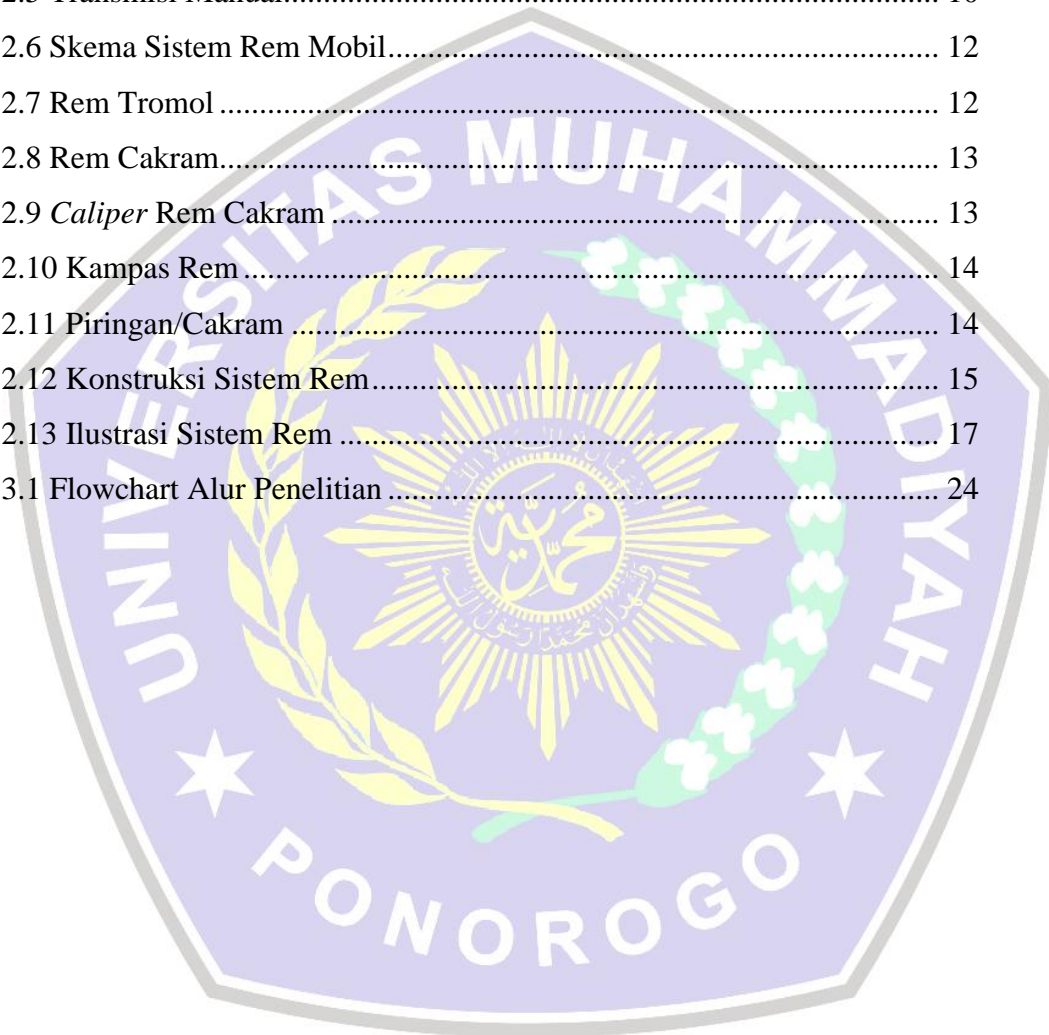 2.6 Skema Sistem Rem Mobil.......................................................................................... 12
2.7 Rem Tromol.......................................................................................... 12
2.8 Rem Cakram.......................................................................................... 13
2.9 Caliper Rem Cakram.......................................................................................... 13
2.10 Kampas Rem.......................................................................................... 14
2.11 Piringan/Cakram.......................................................................................... 14
2.12 Konstruksi Sistem Rem.......................................................................................... 15
2.13 Ilustrasi Sistem Rem.......................................................................................... 17
3.1 Flowchart Alur Penelitian.......................................................................................... 24
UNIVERSITAS MUHAMMADIYAH
PONOROGO
محمدية